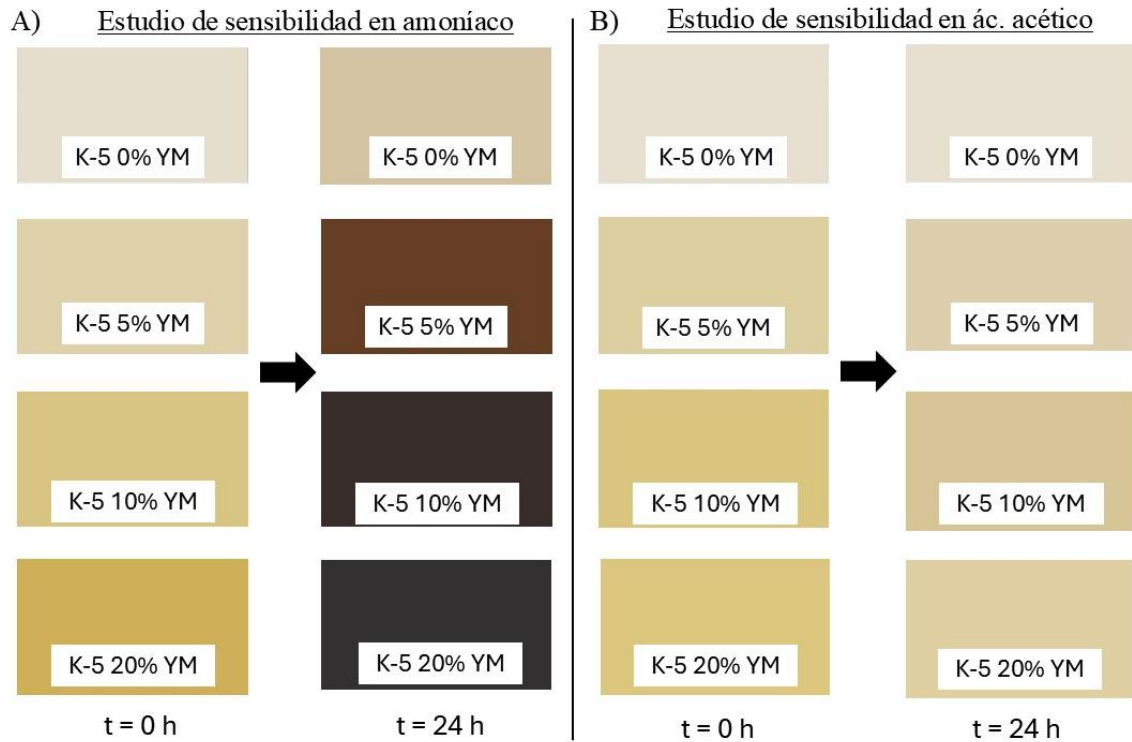 A) Estudio de sensibilidad en amoníaco
K-5 0% YM
K-5 0% YM
K-5 5% YM
K-5 5% YM
K-5 10% YM
K-5 10% YM
K-5 20% YM
K-5 20% YM
t = 0 h
t = 24 h
B) Estudio de sensibilidad en ác. acético
K-5 0% YM
K-5 0% YM
K-5 5% YM
K-5 5% YM
K-5 10% YM
K-5 10% YM
K-5 20% YM
K-5 20% YM
t = 0 h
t = 24 h